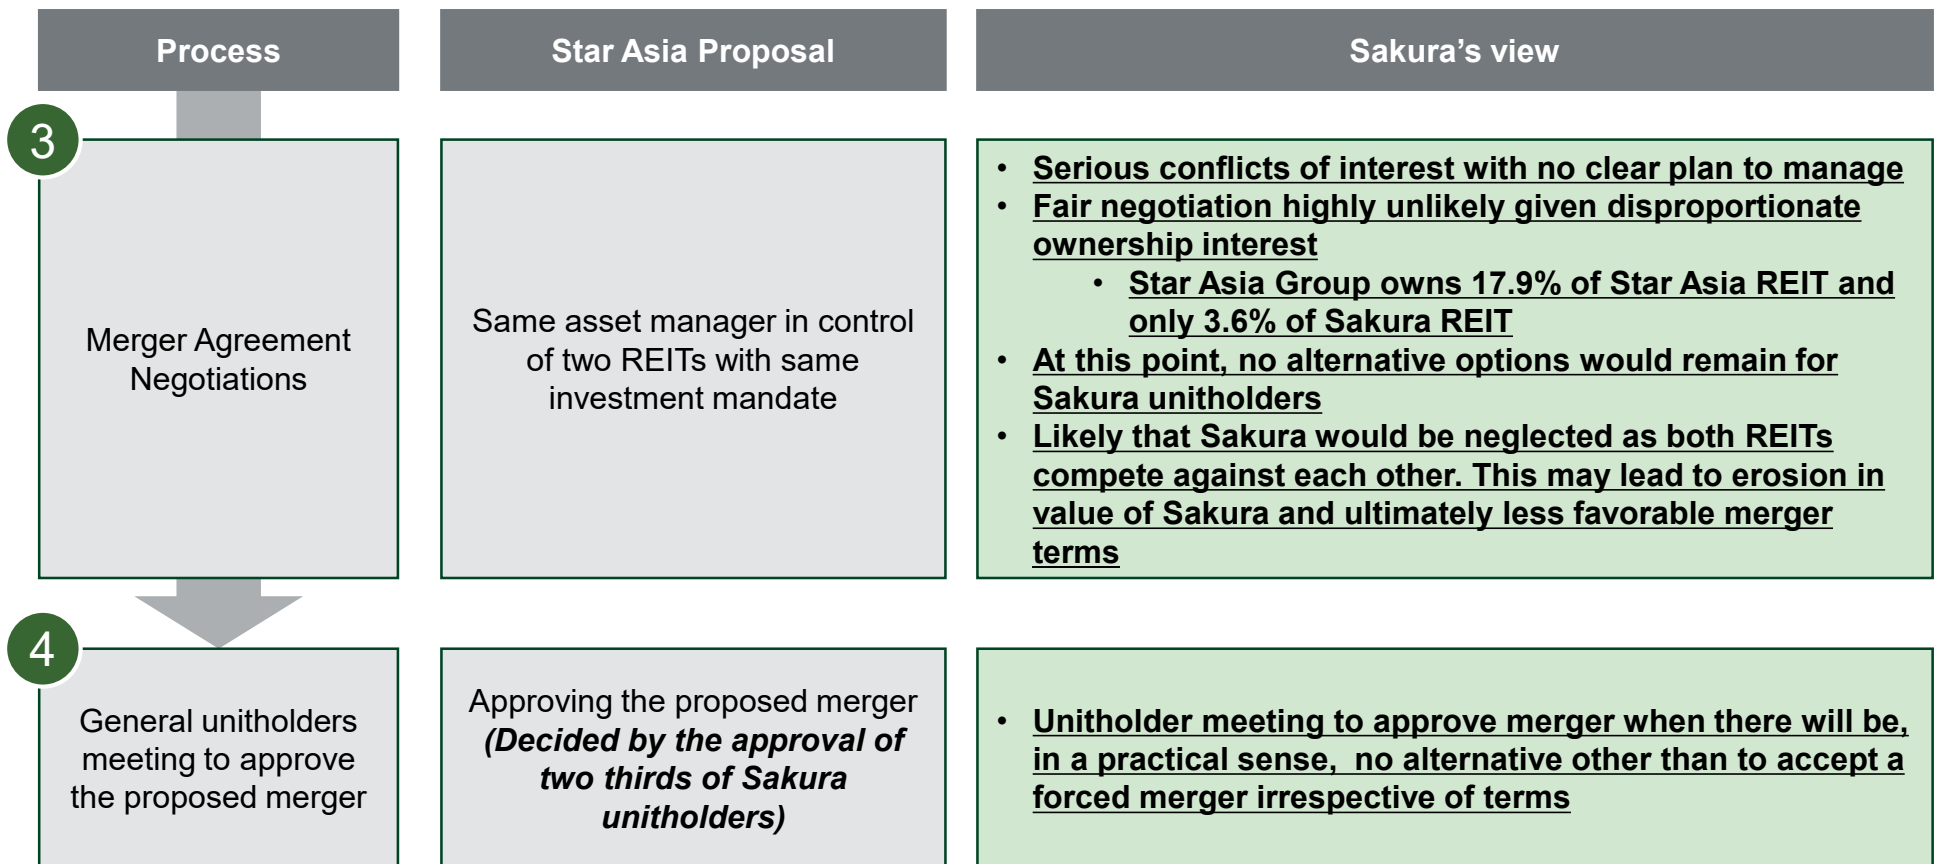 Process
Star Asia Proposal
Sakura's view
3
Merger Agreement
Negotiations
Same asset manager in control
of two REITs with same
investment mandate
• Serious conflicts of interest with no clear plan to manage
• Fair negotiation highly unlikely given disproportionate
ownership interest
• Star Asia Group owns 17.9% of Star Asia REIT and
only 3.6% of Sakura REIT
• At this point, no alternative options would remain for
Sakura unitholders
• Likely that Sakura would be neglected as both REITs
compete against each other. This may lead to erosion in
value of Sakura and ultimately less favorable merger
terms
4
General unitholders
meeting to approve
the proposed merger
Approving the proposed merger
(Decided by the approval of
two thirds of Sakura
unitholders)
• Unitholder meeting to approve merger when there will be,
in a practical sense,  no alternative other than to accept a
forced merger irrespective of terms